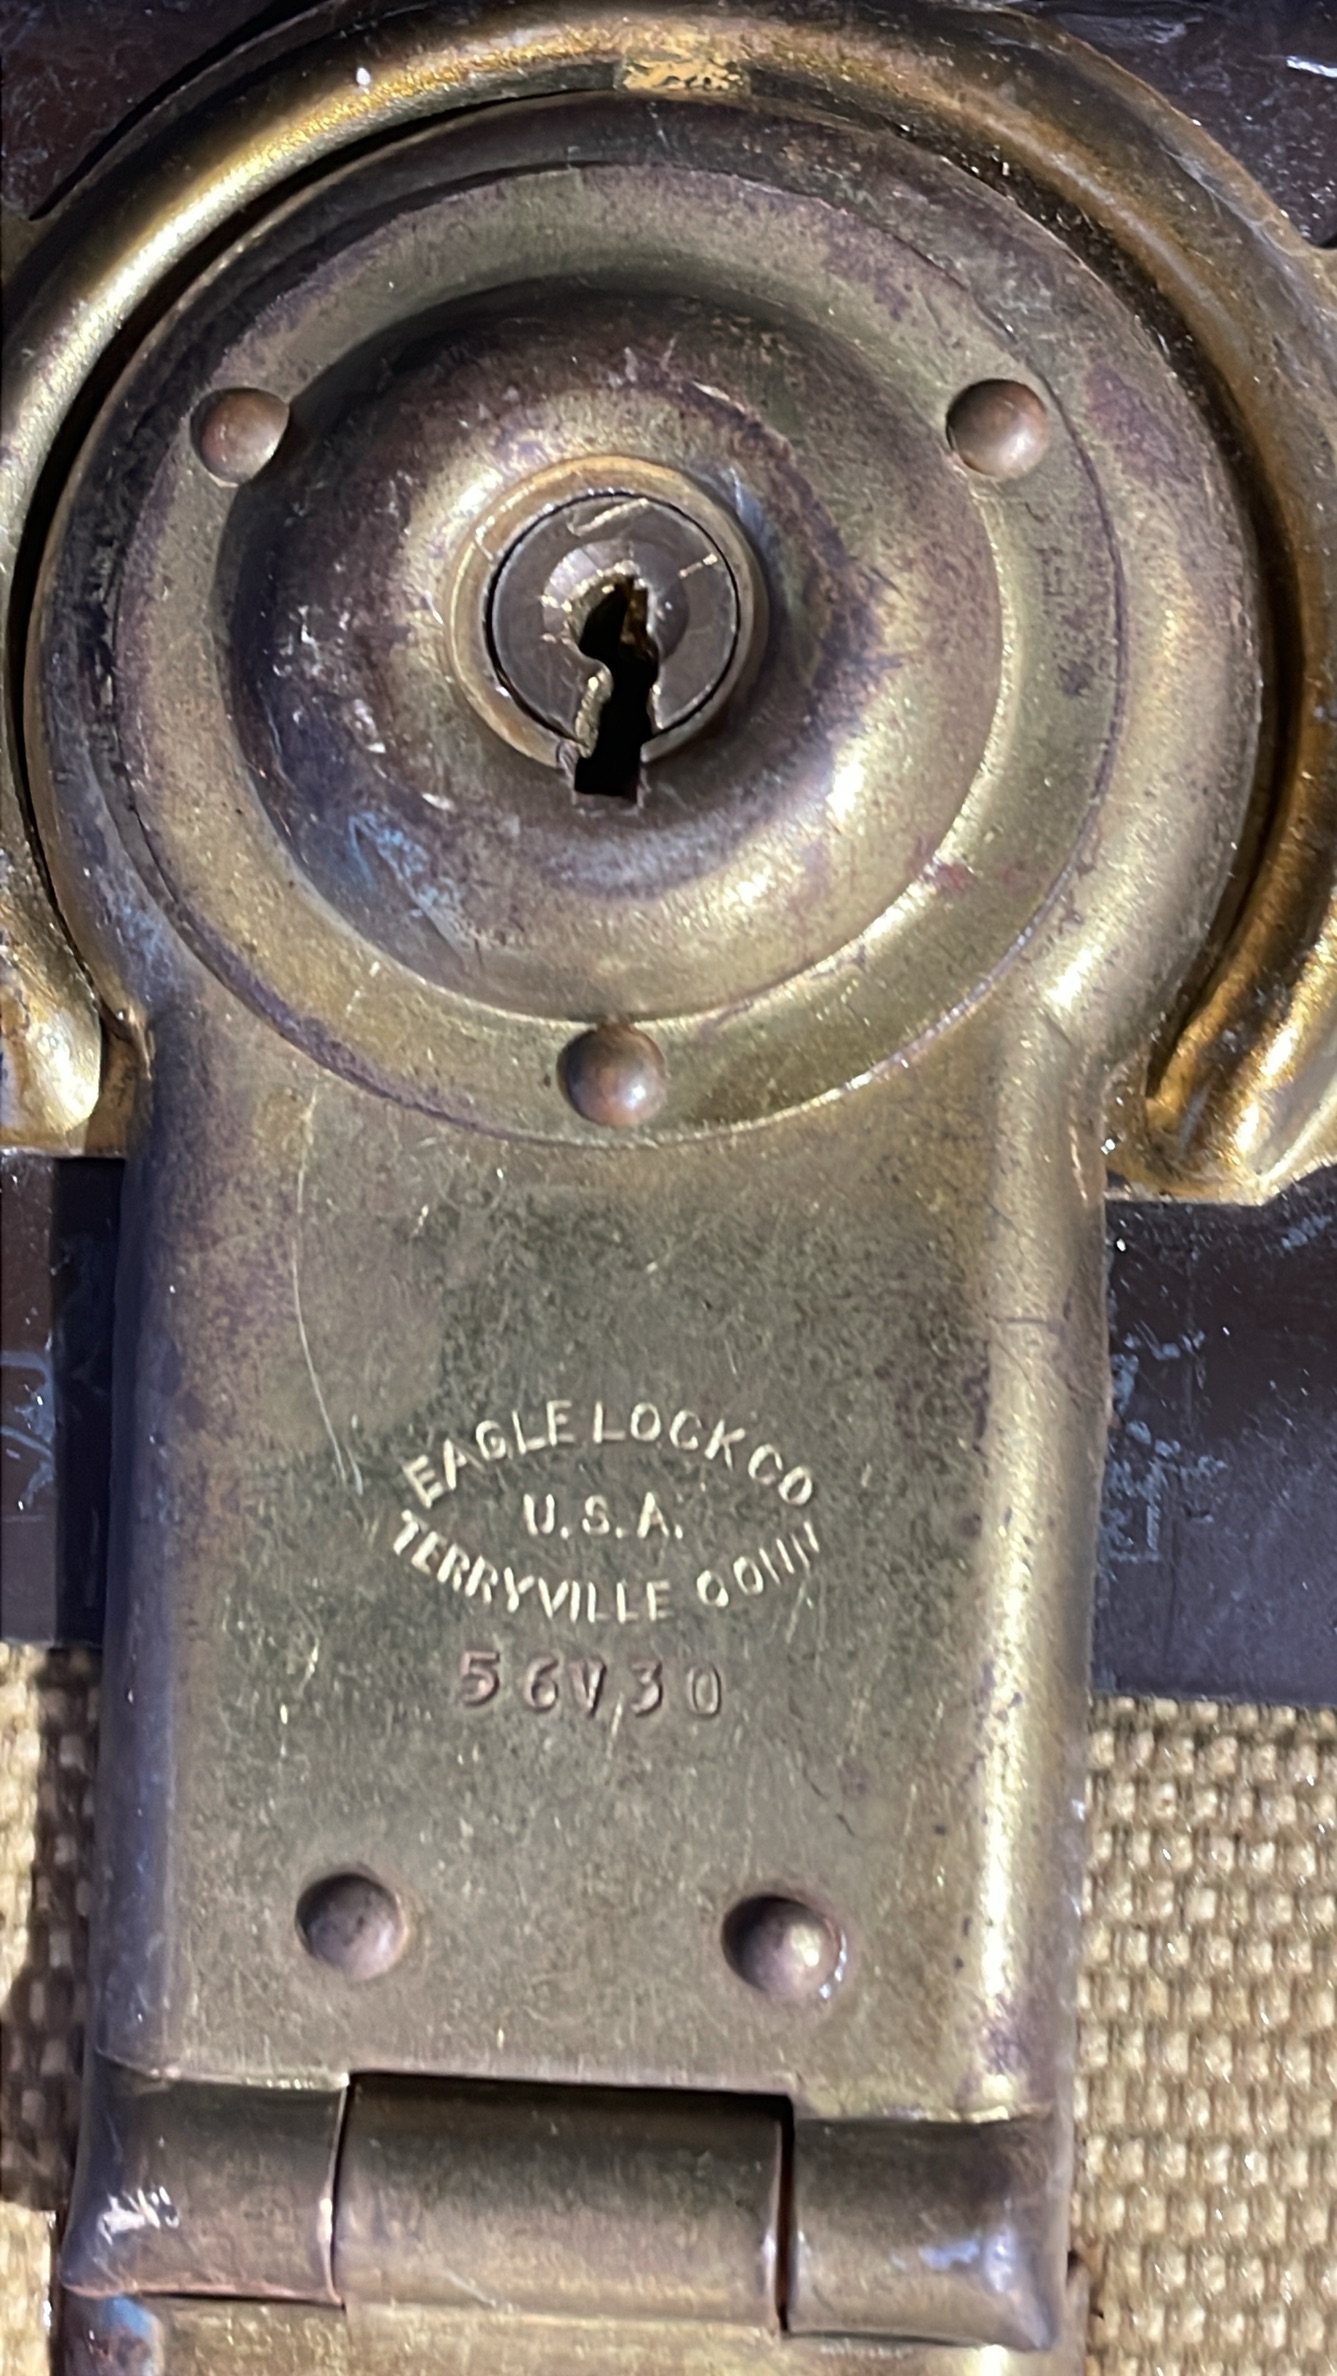 EAGLE LOCK CO
U.S.A.
TERRYVILLE CONN
56V30